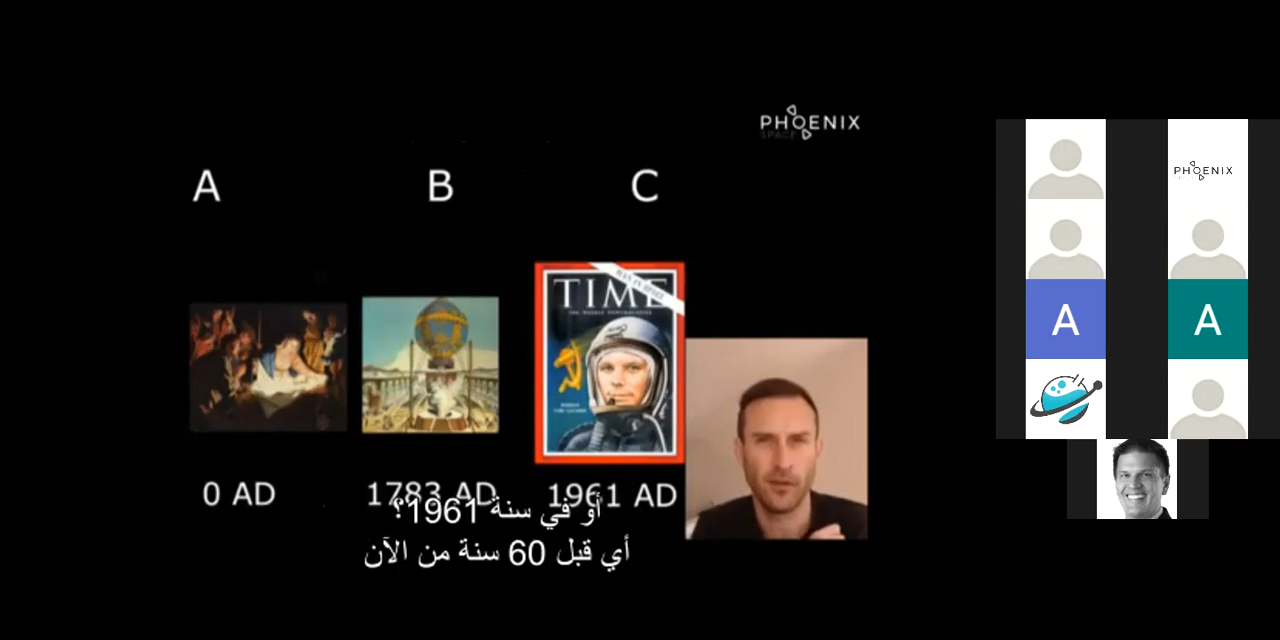 PHOENIX
SPACE
A B C
TIME
0 AD 1783 AD 1961 AD
أو في سنة 1961؟
أي قبل 60 سنة من الآن
PHOENIX
A A